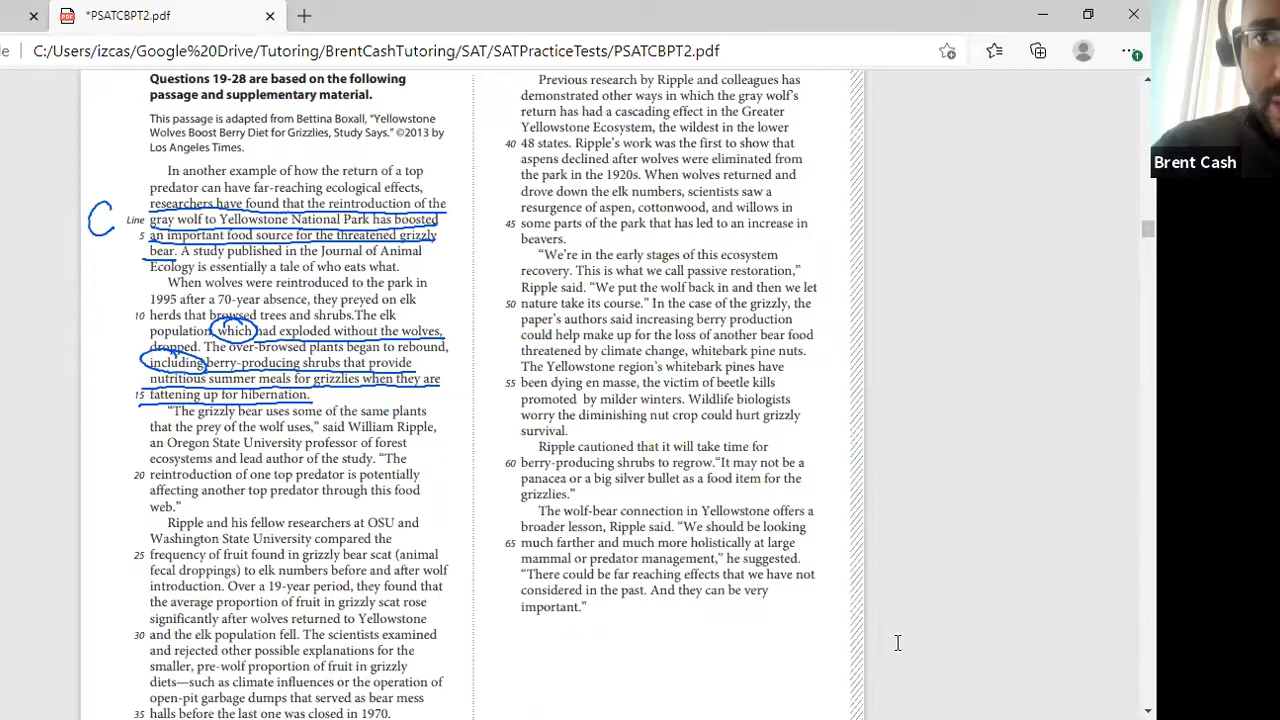 *PSATCBPT2.pdf
C:/Users/izcas/Google%20Drive/Tutoring/BrentCashTutoring/SAT/SATPracticeTests/PSATCBPT2.pdf
Brent Cash
Questions 19-28 are based on the following
passage and supplementary material.
This passage is adapted from Bettina Boxall, “Yellowstone
Wolves Boost Berry Diet for Grizzlies, Study Says.” ©2013 by
Los Angeles Times.
In another example of how the return of a top
predator can have far-reaching ecological effects,
researchers have found that the reintroduction of the
C
Line gray wolf to Yellowstone National Park has boosted
5 an important food source for the threatened grizzly
bear. A study published in the Journal of Animal
Ecology is essentially a tale of who eats what.
When wolves were reintroduced to the park in
1995 after a 70-year absence, they preyed on elk
10 herds that browsed trees and shrubs.The elk
population, which had exploded without the wolves,
dropped. The over-browsed plants began to rebound,
including berry-producing shrubs that provide
nutritious summer meals for grizzlies when they are
15 fattening up for hibernation.
“The grizzly bear uses some of the same plants
that the prey of the wolf uses,” said William Ripple,
an Oregon State University professor of forest
ecosystems and lead author of the study. “The
20 reintroduction of one top predator is potentially
affecting another top predator through this food
web.”
Ripple and his fellow researchers at OSU and
Washington State University compared the
25 frequency of fruit found in grizzly bear scat (animal
fecal droppings) to elk numbers before and after wolf
introduction. Over a 19-year period, they found that
the average proportion of fruit in grizzly scat rose
significantly after wolves returned to Yellowstone
30 and the elk population fell. The scientists examined
and rejected other possible explanations for the
smaller, pre-wolf proportion of fruit in grizzly
diets—such as climate influences or the operation of
open-pit garbage dumps that served as bear mess
35 halls before the last one was closed in 1970.
Previous research by Ripple and colleagues has
demonstrated other ways in which the gray wolf’s
return has had a cascading effect in the Greater
Yellowstone Ecosystem, the wildest in the lower
40 48 states. Ripple’s work was the first to show that
aspens declined after wolves were eliminated from
the park in the 1920s. When wolves returned and
drove down the elk numbers, scientists saw a
resurgence of aspen, cottonwood, and willows in
45 some parts of the park that has led to an increase in
beavers.
“We’re in the early stages of this ecosystem
recovery. This is what we call passive restoration,”
Ripple said. “We put the wolf back in and then we let
50 nature take its course.” In the case of the grizzly, the
paper’s authors said increasing berry production
could help make up for the loss of another bear food
threatened by climate change, whitebark pine nuts.
The Yellowstone region’s whitebark pines have
55 been dying en masse, the victim of beetle kills
promoted by milder winters. Wildlife biologists
worry the diminishing nut crop could hurt grizzly
survival.
Ripple cautioned that it will take time for
60 berry-producing shrubs to regrow.“It may not be a
panacea or a big silver bullet as a food item for the
grizzlies.”
The wolf-bear connection in Yellowstone offers a
broader lesson, Ripple said. “We should be looking
65 much farther and much more holistically at large
mammal or predator management,” he suggested.
“There could be far reaching effects that we have not
considered in the past. And they can be very
important.”